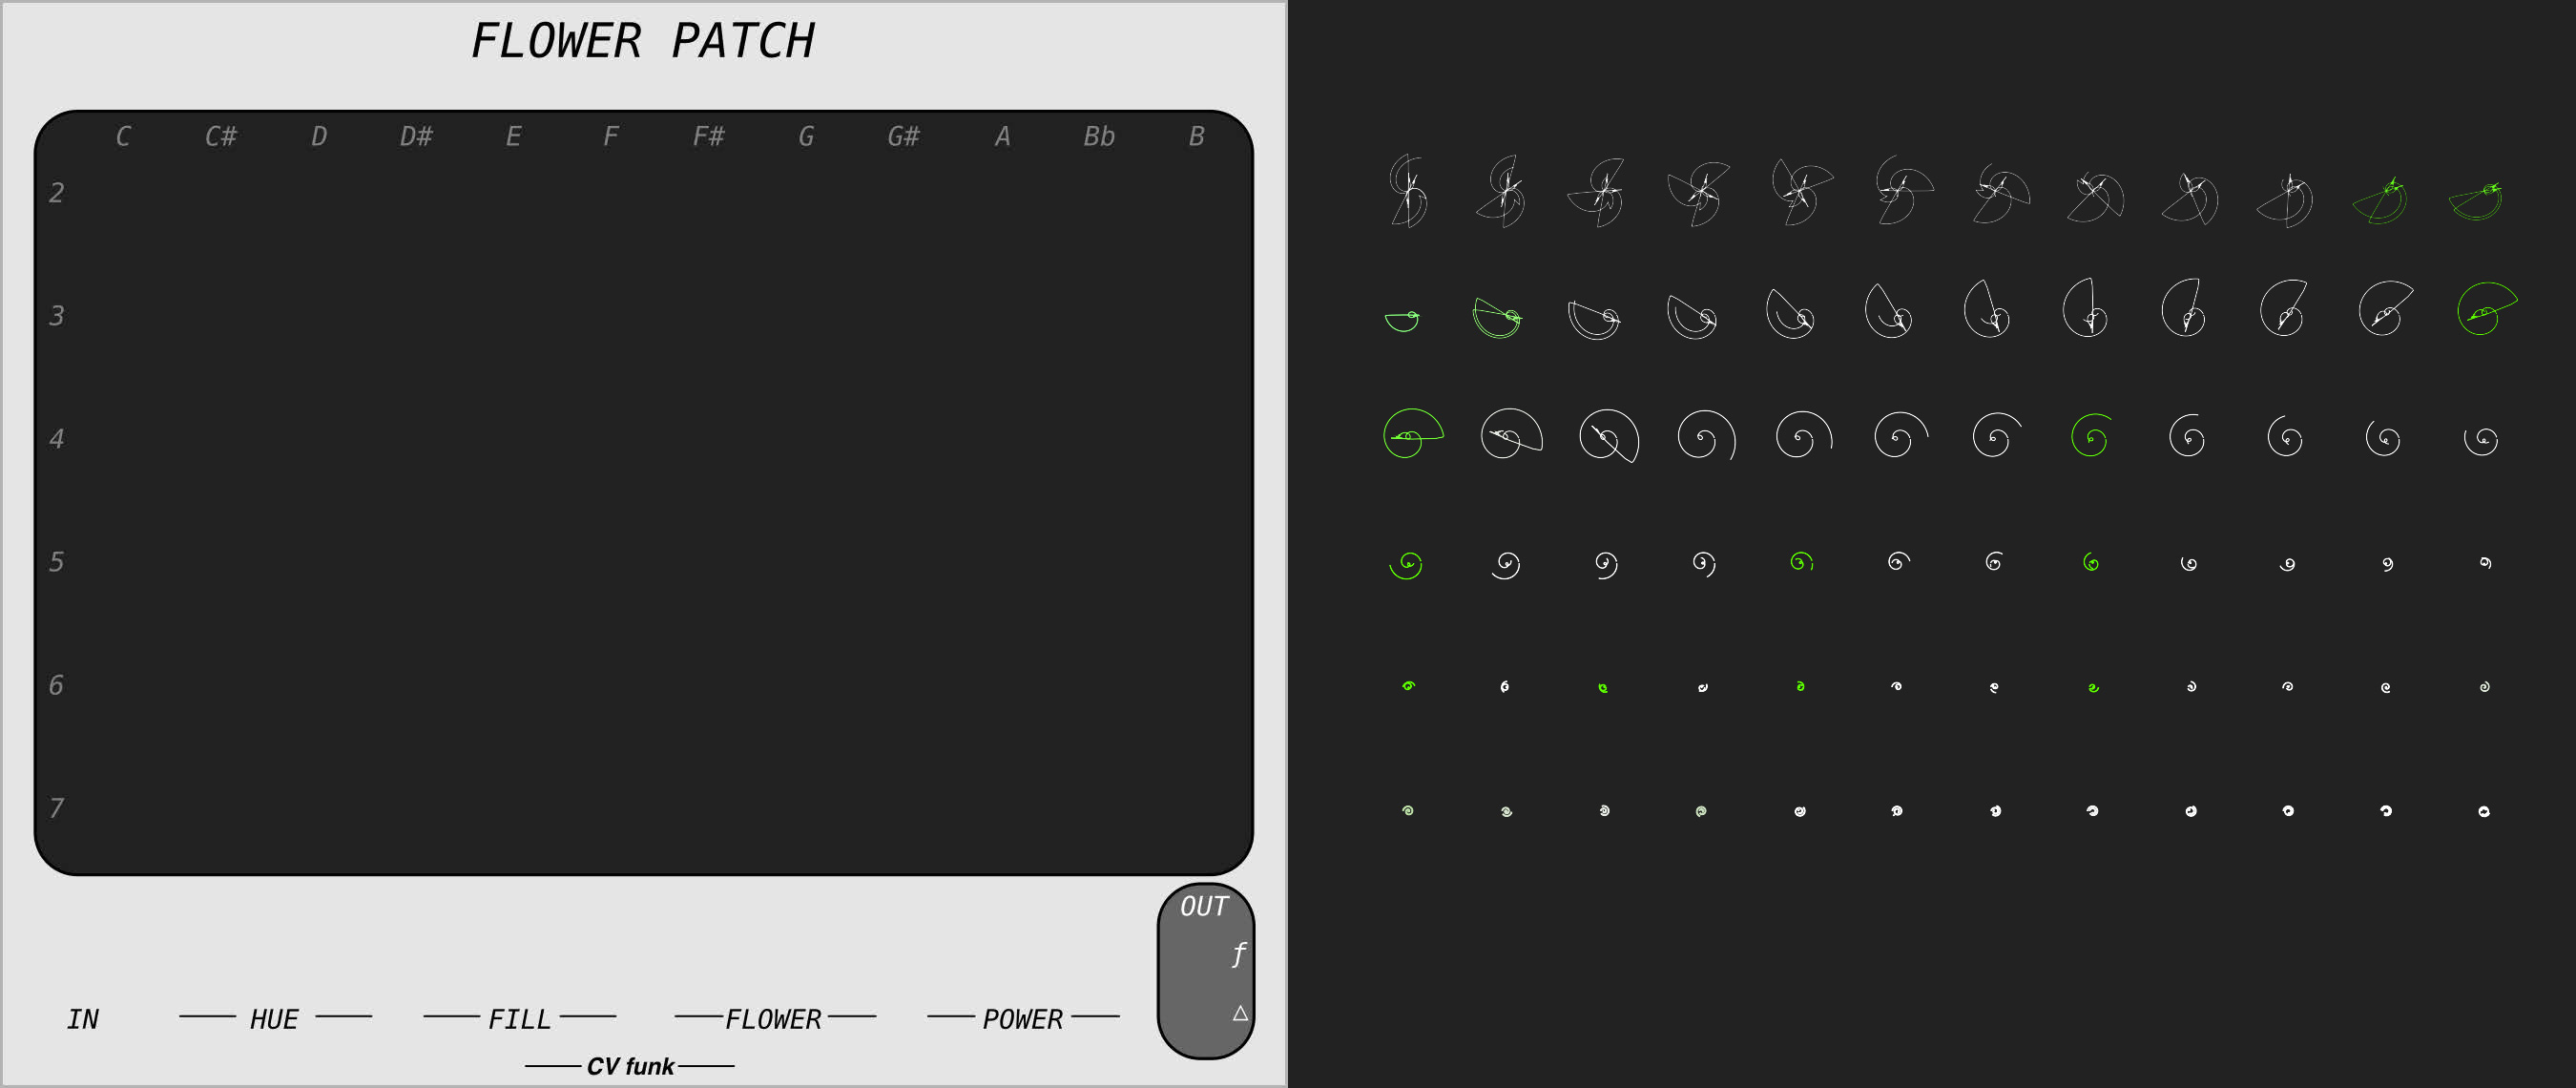 FLOWER PATCH
C C# D D# E F F# G G# A Bb B
2
3
4
5
6
7
OUT
f
IN HUE FILL FLOWER POWER
CV funk